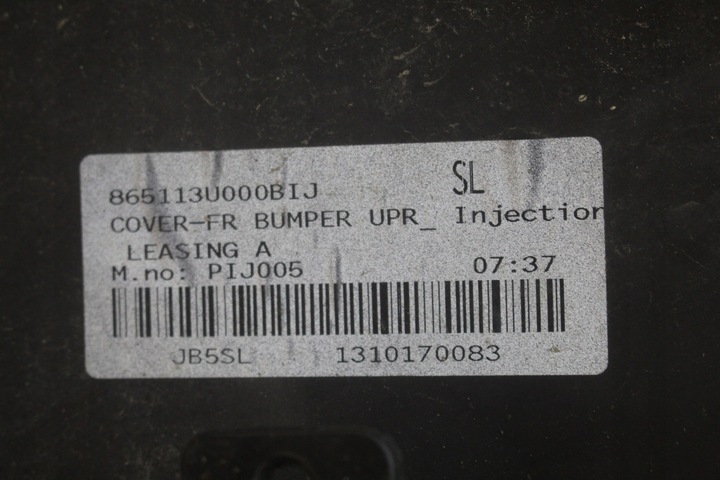 865113U000BIJ SL
COVER-FR BUMPER UPR_ Injection
LEASING A
M.no: PIJ005 07:37
JB5SL 1310170083